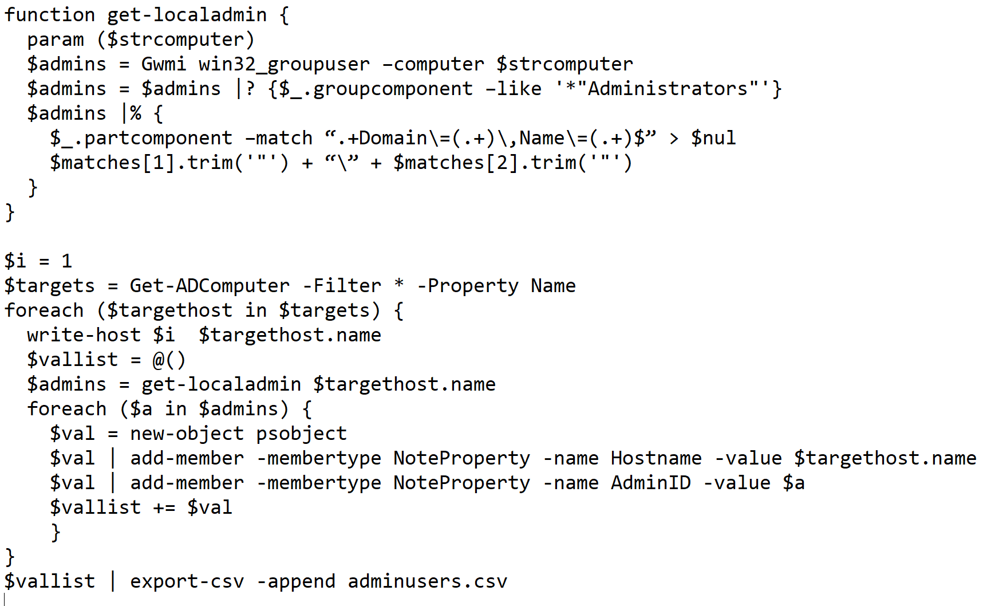 function get-localadmin {
  param ($strcomputer)
  $admins = Gwmi win32_groupuser –computer $strcomputer
  $admins = $admins |? {$_.groupcomponent –like '*"Administrators"'}
  $admins |% {
    $_.partcomponent –match “.+Domain\=(.+)\,Name\=(.+)$” > $nul
    $matches[1].trim('"') + “\” + $matches[2].trim('"')
  }
}

$i = 1
$targets = Get-ADComputer -Filter * -Property Name
foreach ($targethost in $targets) {
  write-host $i  $targethost.name
  $vallist = @()
  $admins = get-localadmin $targethost.name
  foreach ($a in $admins) {
    $val = new-object psobject
    $val | add-member -membertype NoteProperty -name Hostname -value $targethost.name
    $val | add-member -membertype NoteProperty -name AdminID -value $a
    $vallist += $val
    }
}
$vallist | export-csv -append adminusers.csv